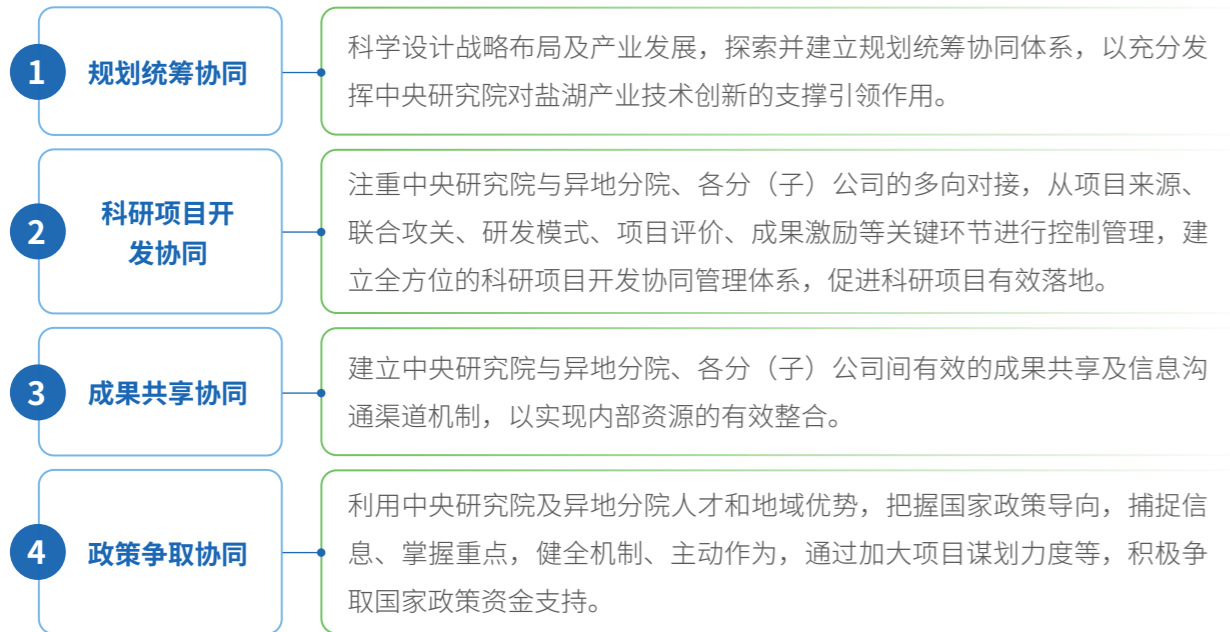 1
规划统筹协同
科学设计战略布局及产业发展，探索并建立规划统筹协同体系，以充分发
挥中央研究院对盐湖产业技术创新的支撑引领作用。
2
科研项目开
发协同
注重中央研究院与异地分院、各分（子）公司的多向对接，从项目来源、
联合攻关、研发模式、项目评价、成果激励等关键环节进行控制管理，建
立全方位的科研项目开发协同管理体系，促进科研项目有效落地。
3
成果共享协同
建立中央研究院与异地分院、各分（子）公司间有效的成果共享及信息沟
通渠道机制，以实现内部资源的有效整合。
4
政策争取协同
利用中央研究院及异地分院人才和地域优势，把握国家政策导向，捕捉信
息、掌握重点，健全机制、主动作为，通过加大项目谋划力度等，积极争
取国家政策资金支持。